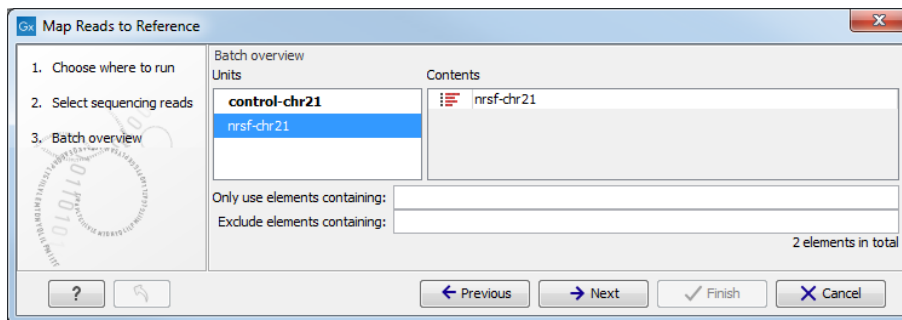 Gx Map Reads to Reference
1. Choose where to run
2. Select sequencing reads
3. Batch overview
Batch overview
Units
Contents
control-chr21
nrsf-chr21
nrsf-chr21
Only use elements containing:
Exclude elements containing:
2 elements in total
? Previous Next Finish Cancel